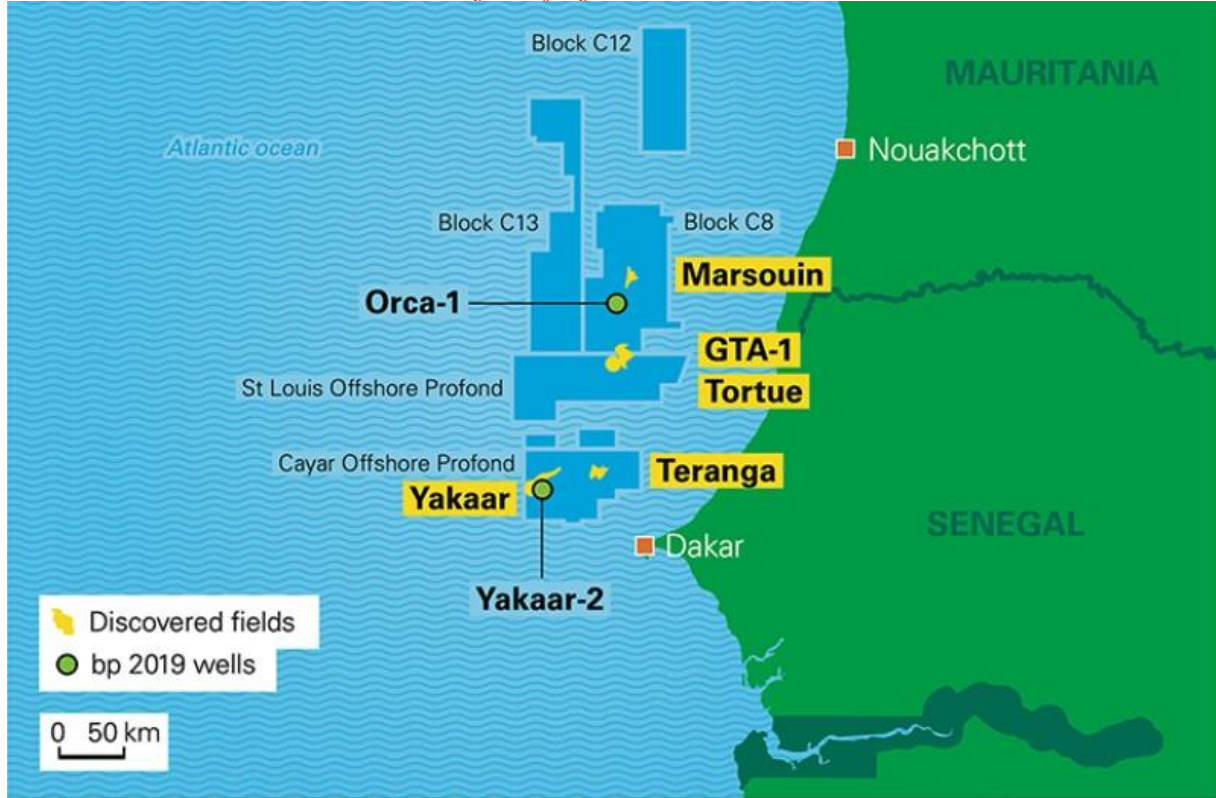 Block C12
MAURITANIA
Atlantic ocean
Nouakchott
Block C13
Block C8
Marsouin
Orca-1
GTA-1
St Louis Offshore Profond
Tortue
Cayar Offshore Profond
Teranga
Yakaar
SENEGAL
Dakar
Yakaar-2
Discovered fields
bp 2019 wells
0 50 km